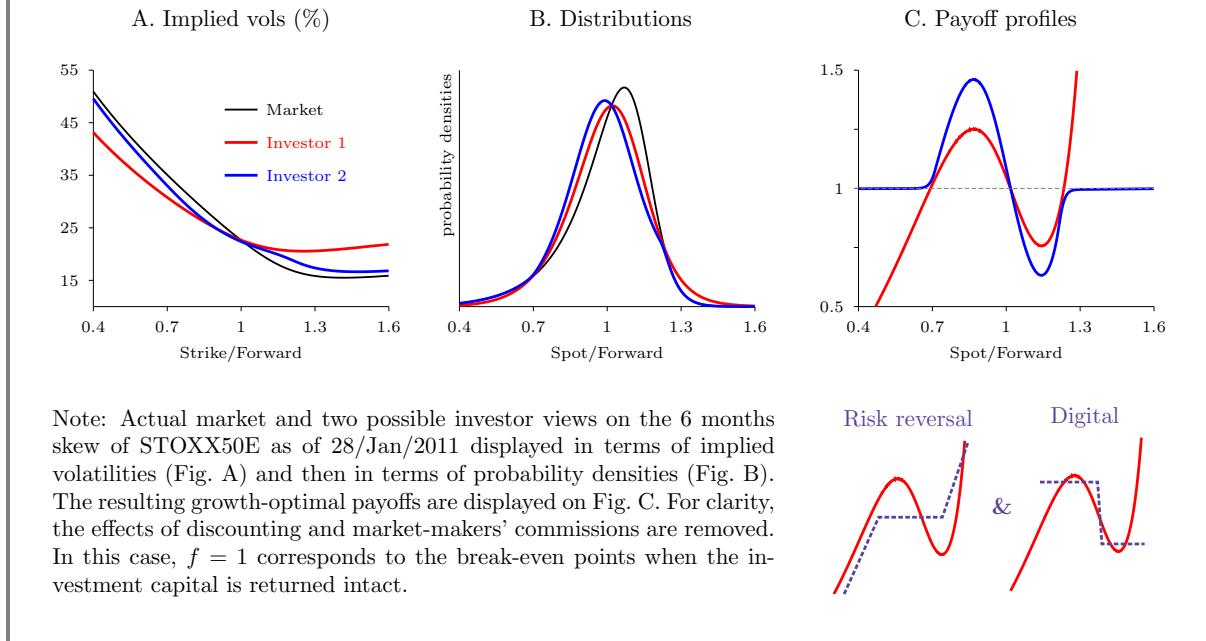 A. Implied vols (%)
B. Distributions
C. Payoff profiles
55
45
35
25
15
Market
Investor 1
Investor 2
0.4 0.7 1 1.3 1.6
Strike/Forward
probability densities
0.4 0.7 1 1.3 1.6
Spot/Forward
1.5
1
0.5
0.4 0.7 1 1.3 1.6
Spot/Forward
Note: Actual market and two possible investor views on the 6 months
skew of STOXX50E as of 28/Jan/2011 displayed in terms of implied
volatilities (Fig. A) and then in terms of probability densities (Fig. B).
The resulting growth-optimal payoffs are displayed on Fig. C. For clarity,
the effects of discounting and market-makers' commissions are removed.
In this case, f = 1 corresponds to the break-even points when the in-
vestment capital is returned intact.
Risk reversal
&
Digital